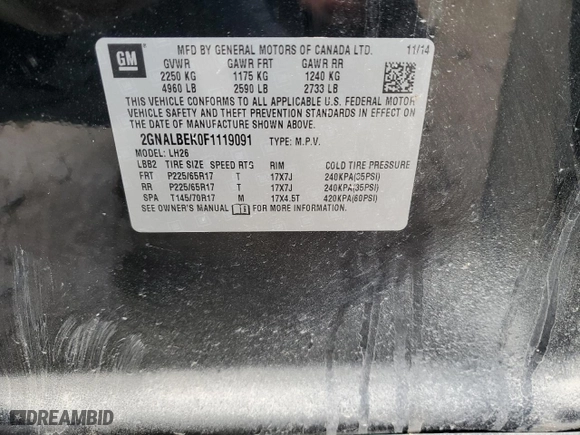 GM
MFD BY GENERAL MOTORS OF CANADA LTD. 11/14
GVWR GAWR FRT GAWR RR
2250 KG 1175 KG 1240 KG
4960 LB 2590 LB 2733 LB
THIS VEHICLE CONFORMS TO ALL APPLICABLE U.S. FEDERAL MOTOR
VEHICLE SAFETY AND THEFT PREVENTION STANDARDS IN EFFECT ON
THE DATE OF MANUFACTURE SHOWN ABOVE.
2GNALBEK0F1119091 TYPE: M.P.V.
MODEL: LH26
LBB2 TIRE SIZE SPEED RTG RIM COLD TIRE PRESSURE
FRT P225/65R17 T 17X7J 240KPA(35PSI)
RR P225/65R17 T 17X7J 240KPA(35PSI)
SPA T145/70R17 M 17X4.5T 420KPA(60PSI)
SEE OWNER'S MANUAL FOR MORE INFORMATION.
DREAMBID